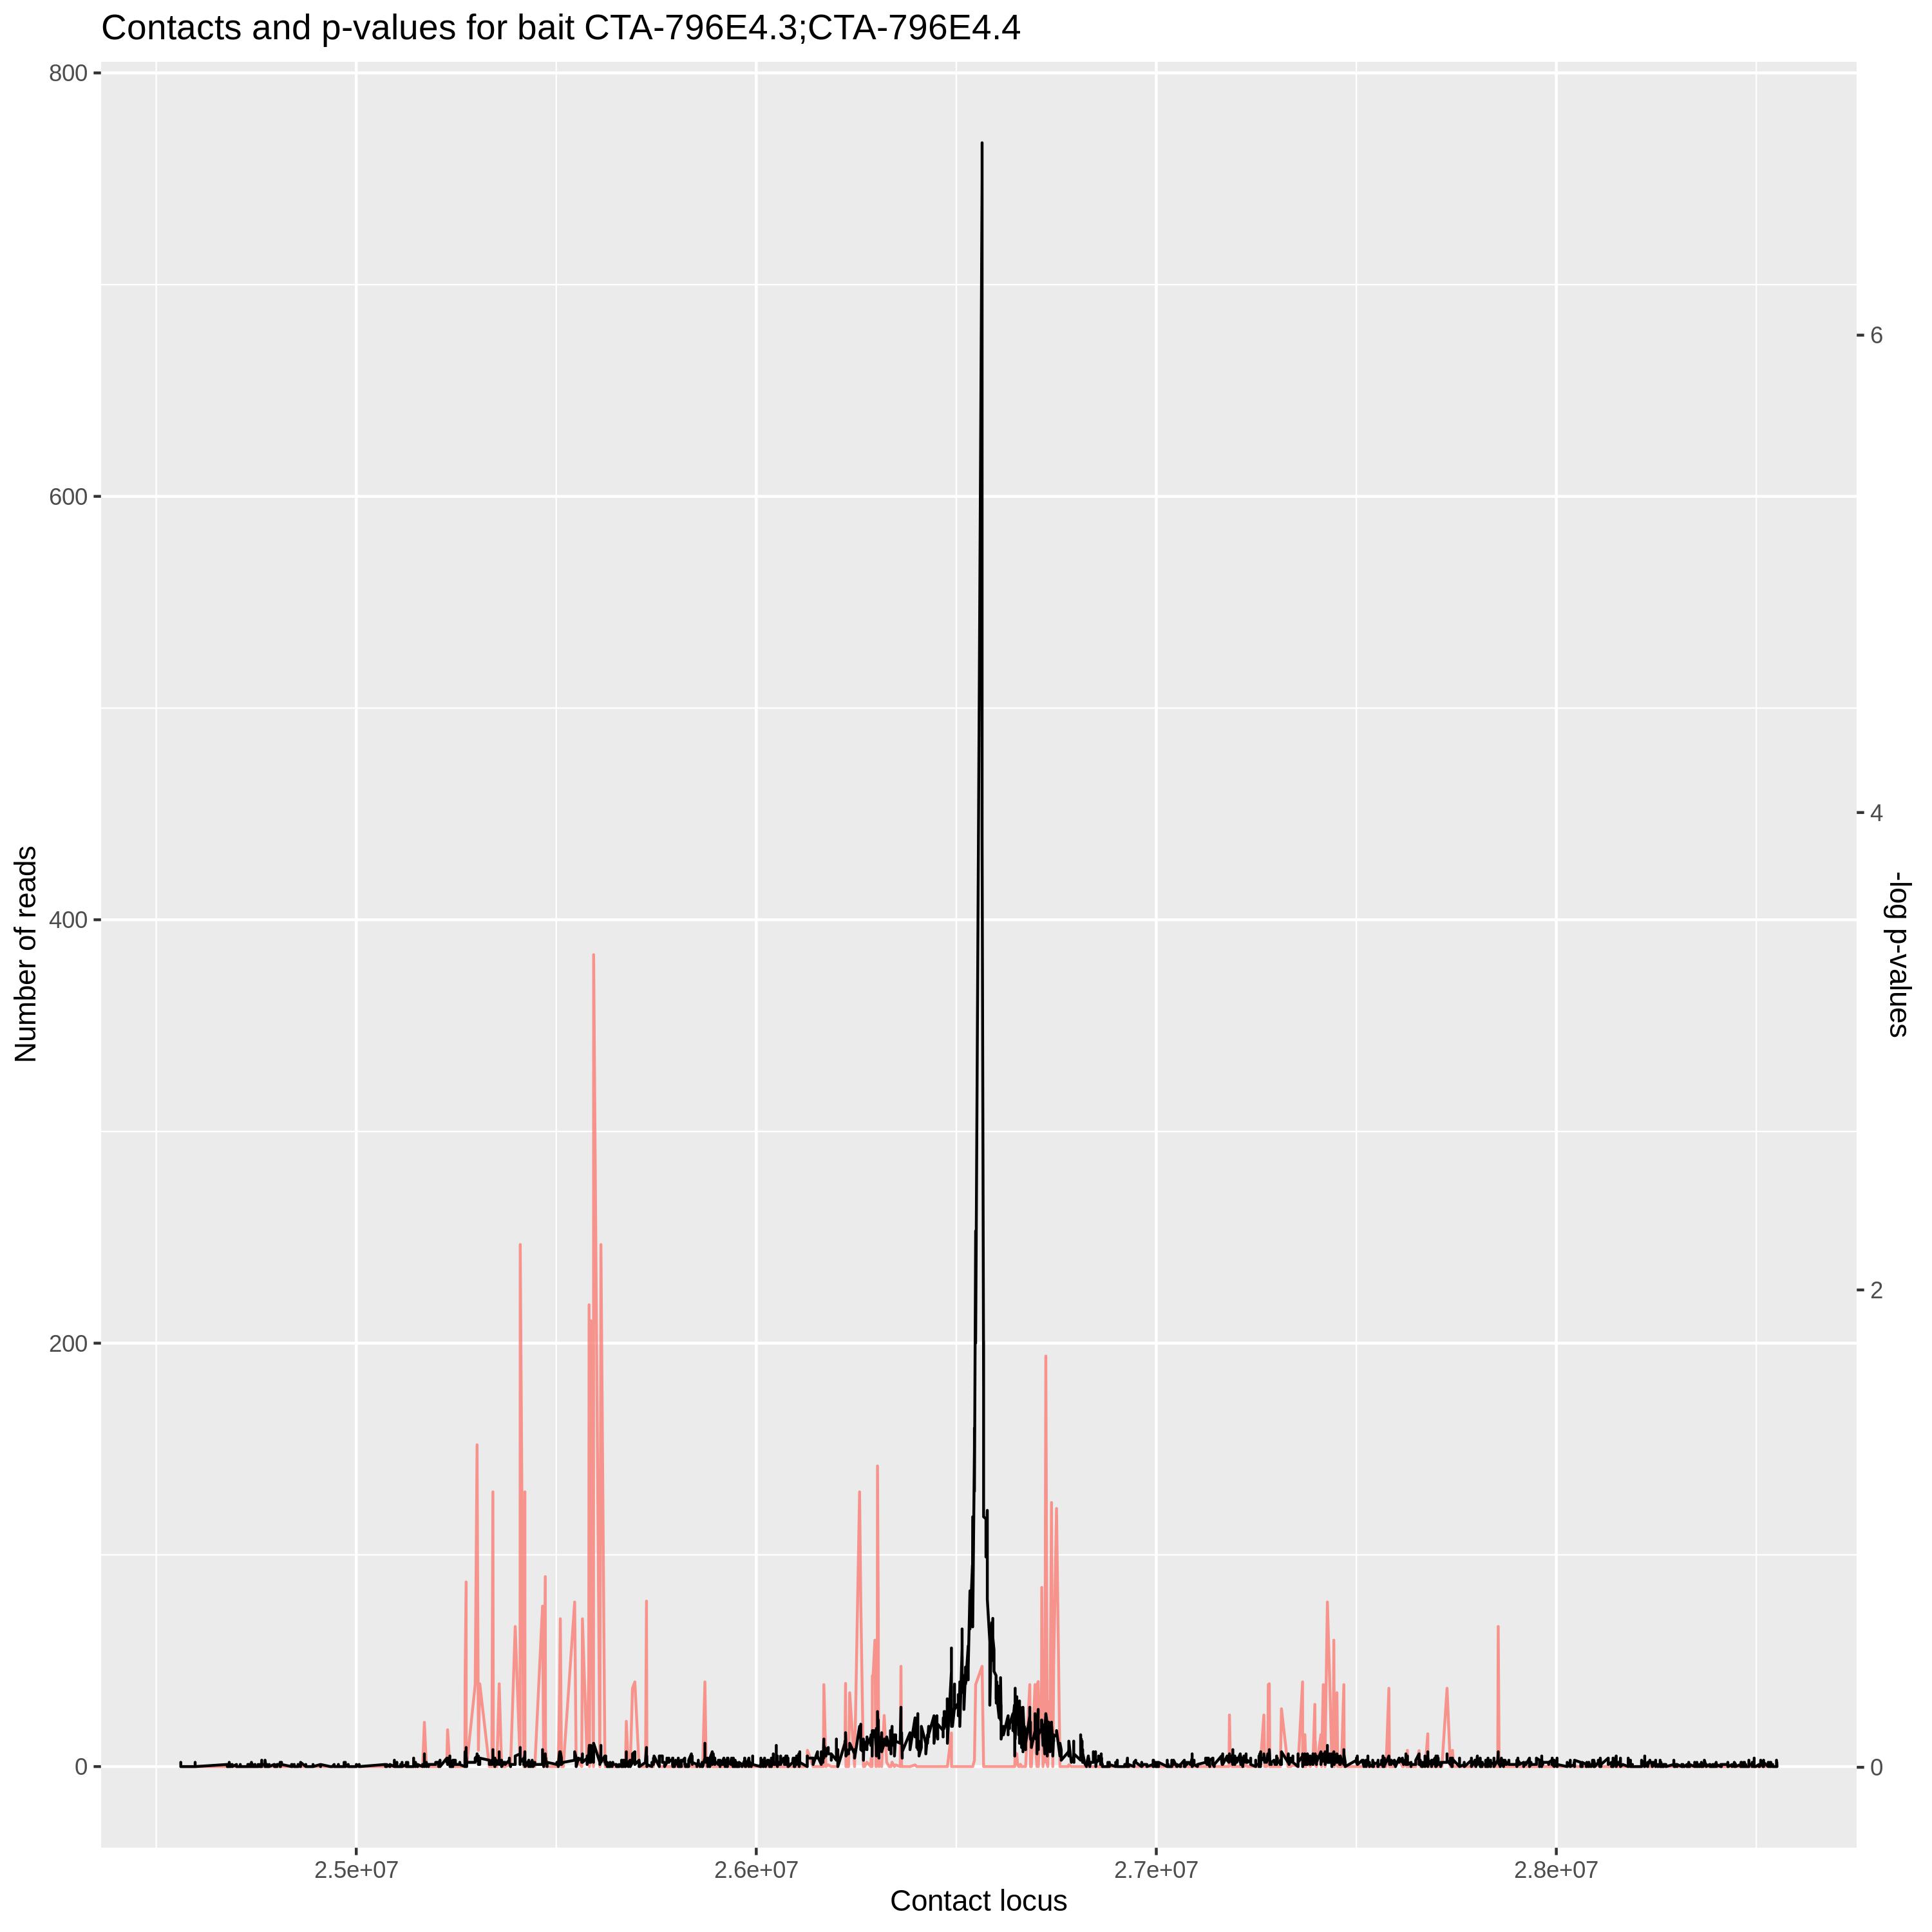 Contacts and p-values for bait CTA-796E4.3;CTA-796E4.4
800
600
400
200
0
Number of reads
6
4
2
0
-log p-values
2.5e+07
2.6e+07
2.7e+07
2.8e+07
Contact locus